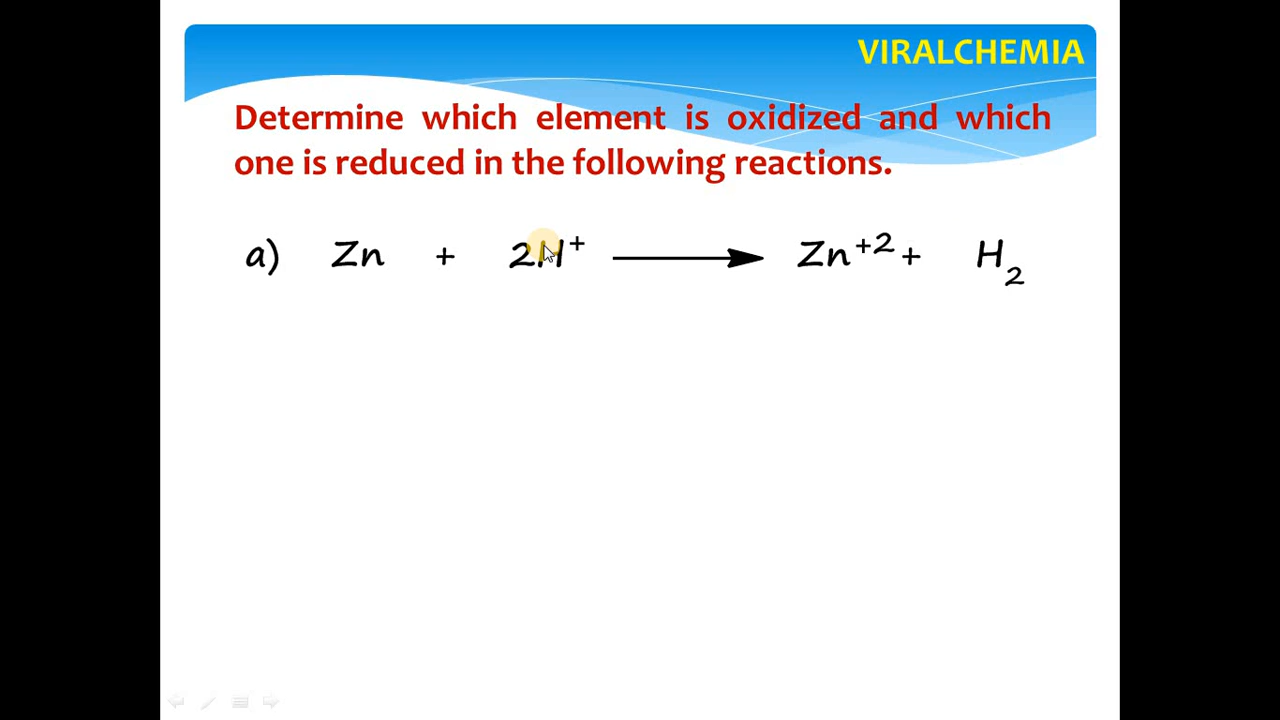 VIRALCHEMIA
Determine which element is oxidized and which
one is reduced in the following reactions.
a) Zn + 2H⁺ ⟶ Zn⁺² + H₂